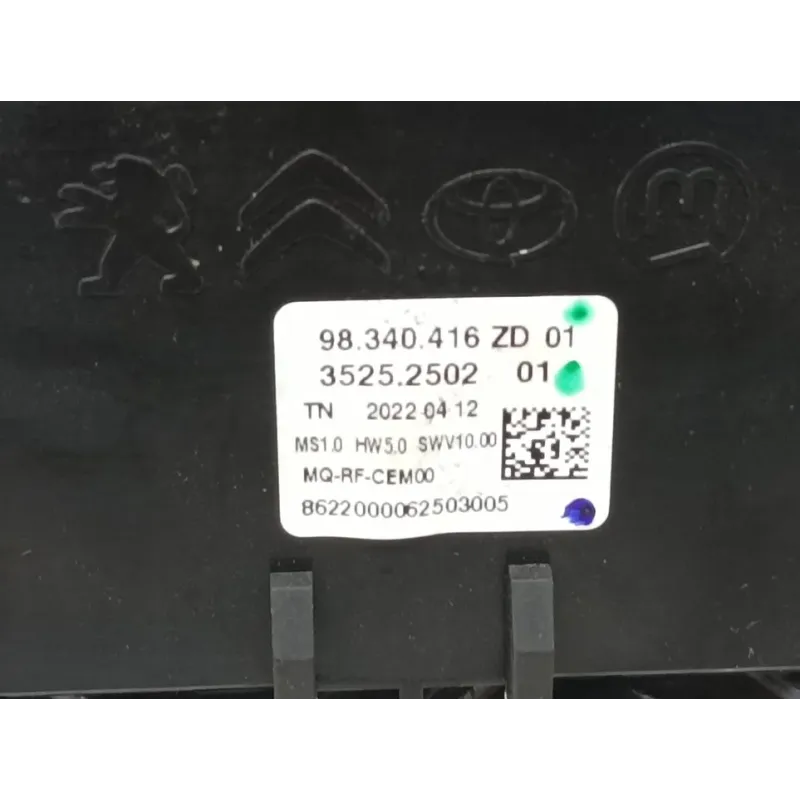 98.340.416 ZD 01
3525.2502 01
TN 2022 04 12
MS1.0 HW5.0 SWV10.00
MQ-RF-CEM00
8622000062503005